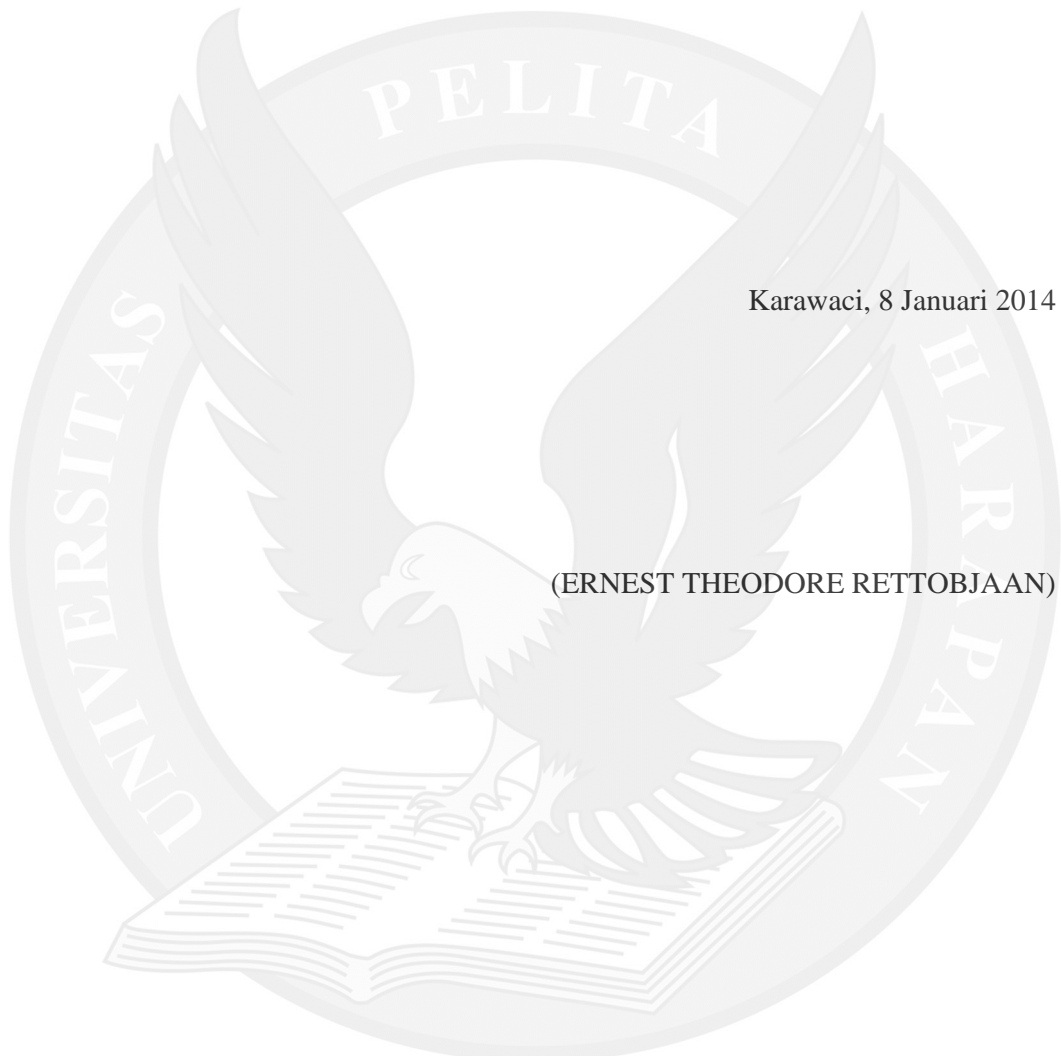 UNIVERSITAS PELITA HARAPAN
Karawaci, 8 Januari 2014
(ERNEST THEODORE RETTOBJAAN)